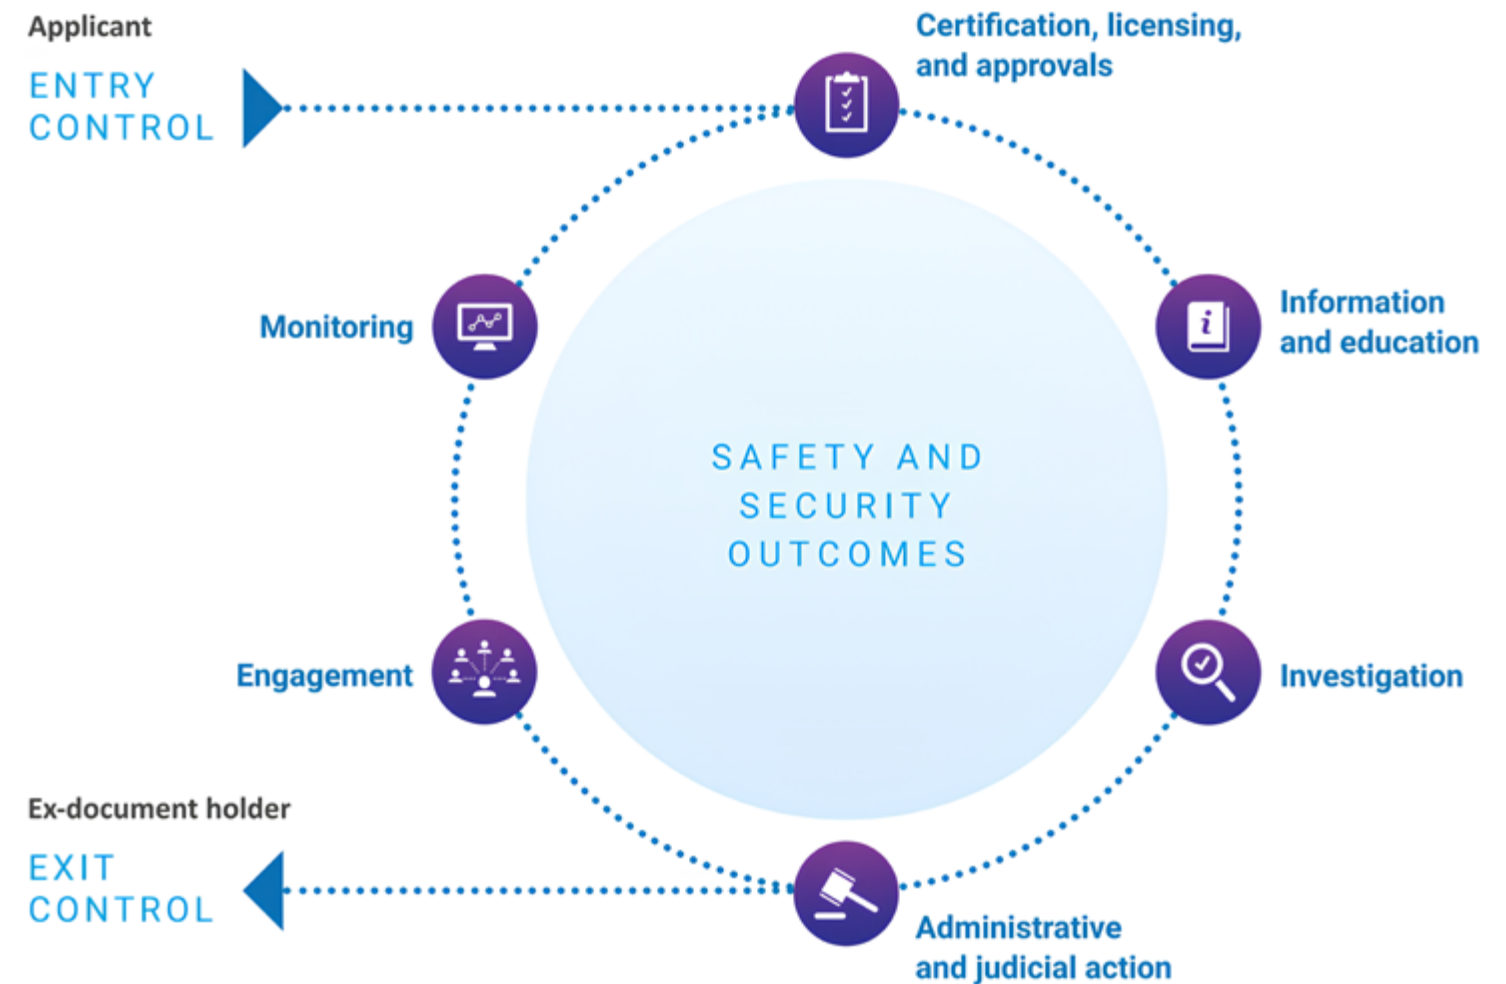 Applicant
ENTRY
CONTROL
Certification, licensing,
and approvals
Monitoring
Information
and education
SAFETY AND
SECURITY
OUTCOMES
Engagement
Investigation
Ex-document holder
EXIT
CONTROL
Administrative
and judicial action